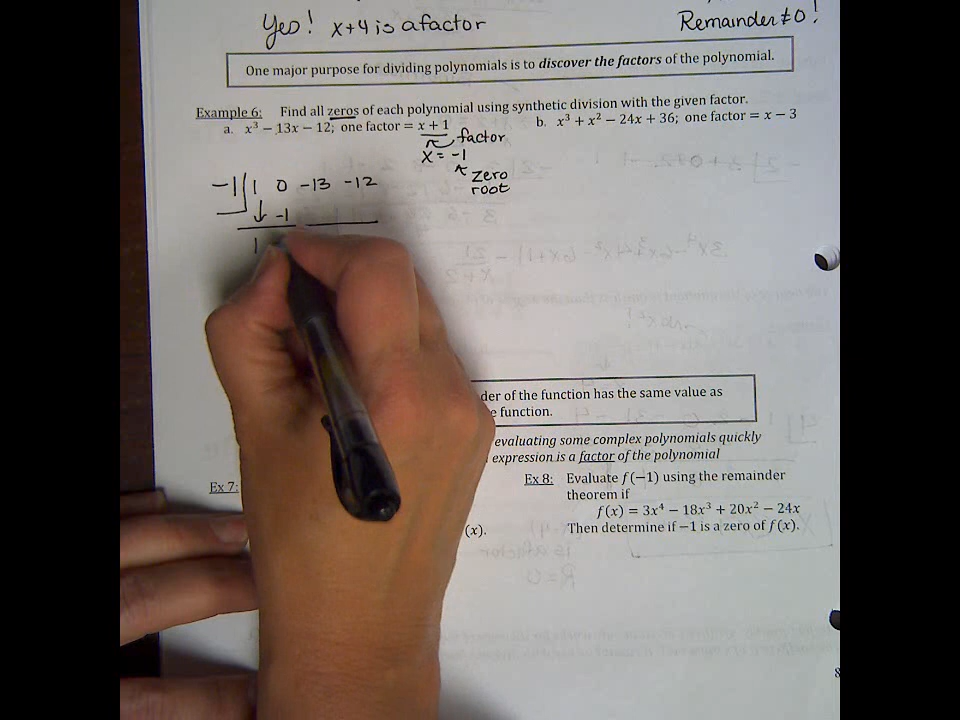 Yes! x+4 is a factor
Remainder ≠ 0!
One major purpose for dividing polynomials is to discover the factors of the polynomial.
Example 6: Find all zeros of each polynomial using synthetic division with the given factor.
a. x³ − 13x − 12; one factor = x + 1
b. x³ + x² − 24x + 36; one factor = x − 3
factor
x = -1
zero
root
-1 1 0 -13 -12
-1
1
der of the function has the same value as
e function.
evaluating some complex polynomials quickly
expression is a factor of the polynomial
Ex 7:
(x).
Ex 8: Evaluate f(−1) using the remainder
theorem if
f(x) = 3x⁴ − 18x³ + 20x² − 24x
Then determine if −1 is a zero of f(x).
8